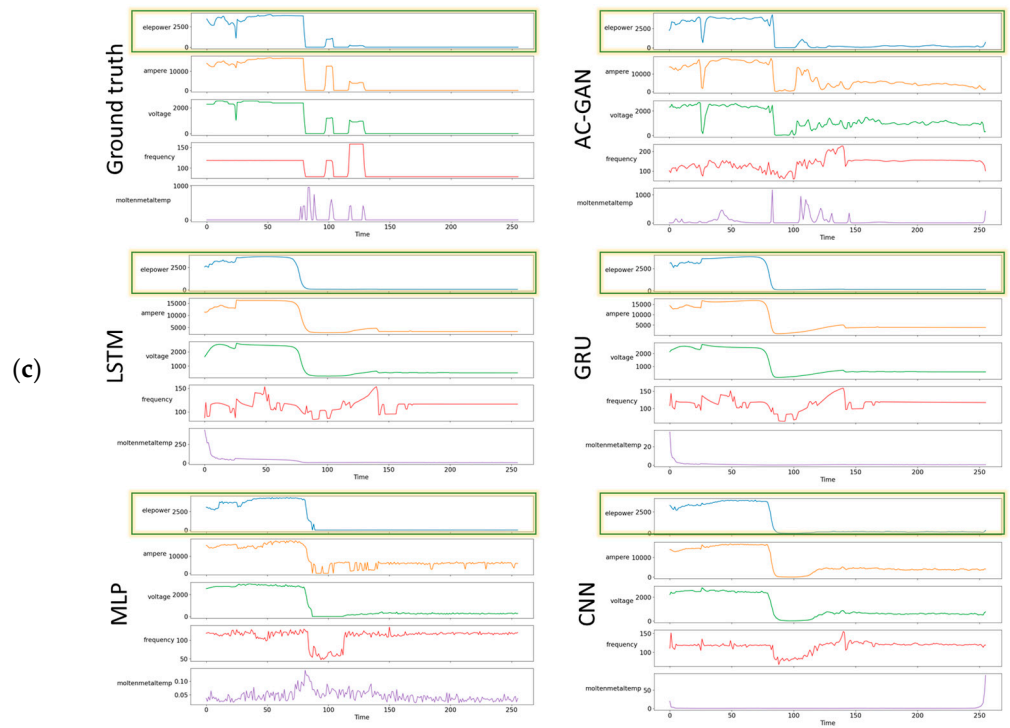 (c)
Ground truth
elepower 2500
0
ampere 10000
0
voltage 2000
0
frequency 150
100
moltenmetaltemp 1000
500
0
0 50 100 150 200 250
Time
AC-GAN
elepower 2500
0
ampere 10000
0
voltage 2000
0
frequency 200
100
moltenmetaltemp 1000
500
0
0 50 100 150 200 250
Time
LSTM
elepower 2500
0
ampere 15000
10000
5000
voltage 2000
1000
frequency 150
100
moltenmetaltemp 250
0
0 50 100 150 200 250
Time
GRU
elepower 2500
0
ampere 15000
10000
5000
voltage 2000
1000
frequency 150
100
moltenmetaltemp 20
0
0 50 100 150 200 250
Time
MLP
elepower 2500
0
ampere 10000
0
voltage 2000
0
frequency 100
50
moltenmetaltemp 0.10
0.05
0 50 100 150 200 250
Time
CNN
elepower 2500
0
ampere 10000
0
voltage 2000
0
frequency 150
100
moltenmetaltemp 50
0
0 50 100 150 200 250
Time